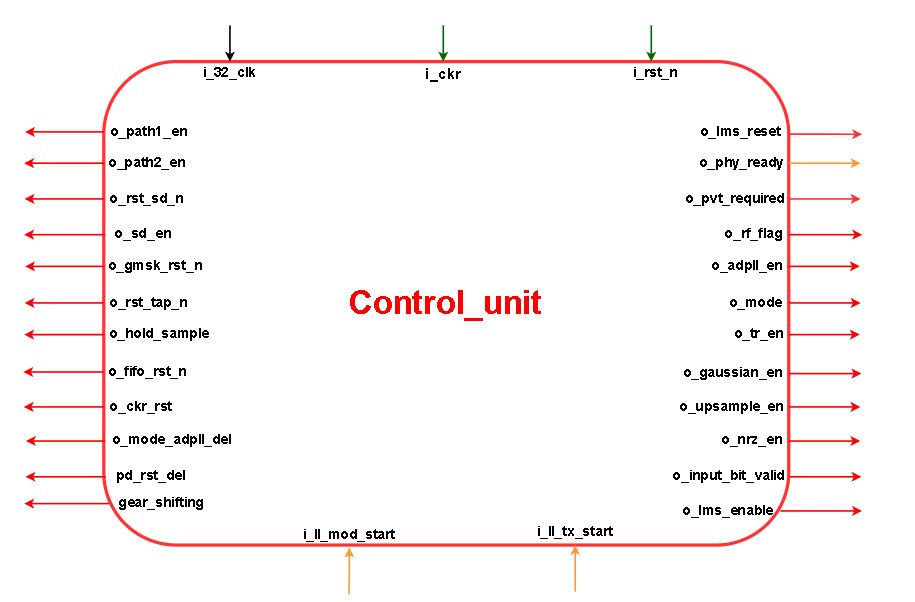 i_32_clk
i_ckr
i_rst_n
o_path1_en
o_path2_en
o_rst_sd_n
o_sd_en
o_gmsk_rst_n
o_rst_tap_n
o_hold_sample
o_fifo_rst_n
o_ckr_rst
o_mode_adpll_del
pd_rst_del
gear_shifting
Control_unit
o_lms_reset
o_phy_ready
o_pvt_required
o_rf_flag
o_adpll_en
o_mode
o_tr_en
o_gaussian_en
o_upsample_en
o_nrz_en
o_input_bit_valid
o_lms_enable
i_ll_mod_start
i_ll_tx_start